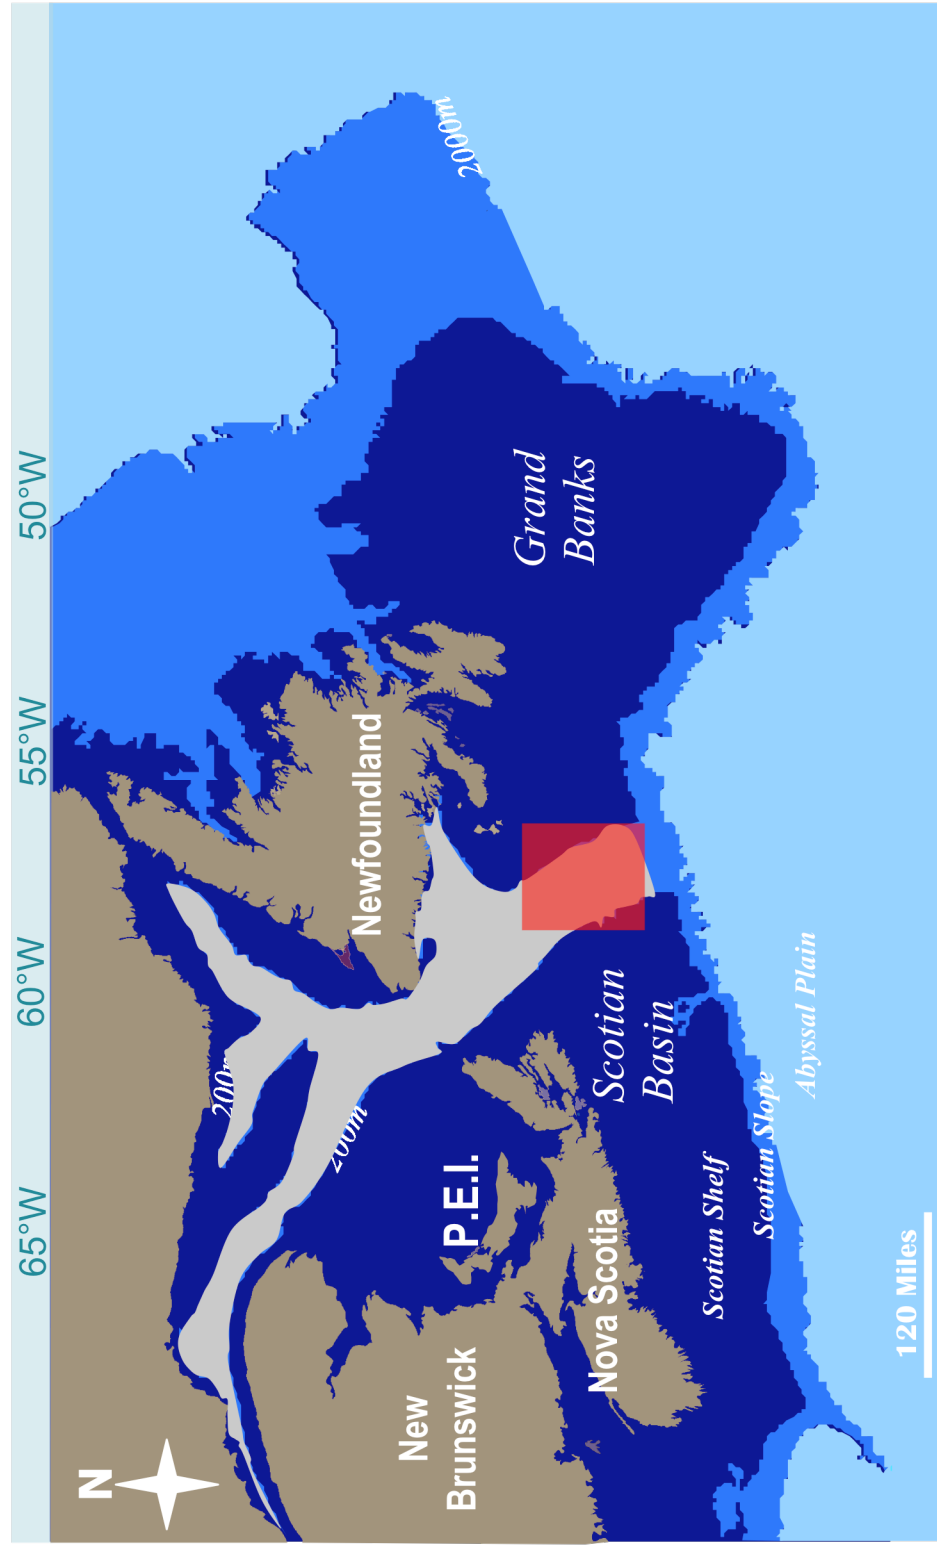 65°W
60°W
55°W
50°W
N
200m
200m
2000m
Newfoundland
New
Brunswick
P.E.I.
Nova Scotia
Grand
Banks
Scotian
Basin
Scotian Shelf
Scotian Slope
Abyssal Plain
120 Miles